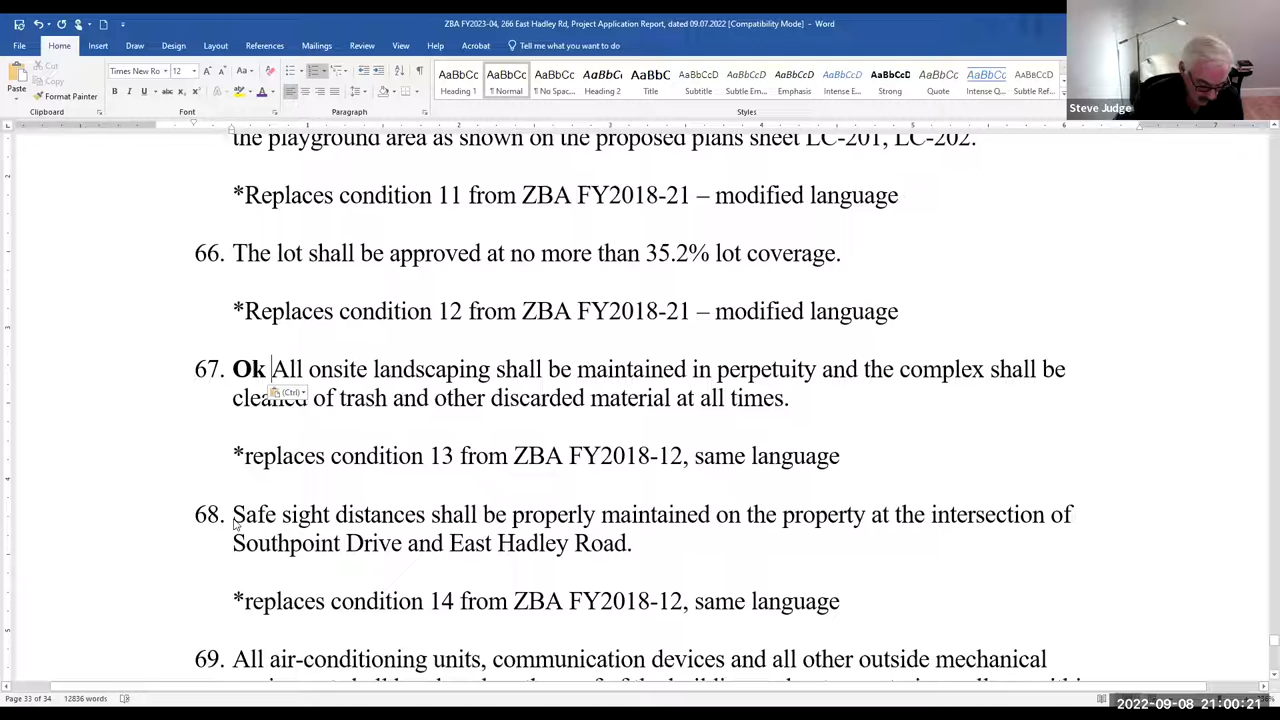 ZBA FY2023-04, 266 East Hadley Rd, Project Application Report, dated 09.07.2022 [Compatibility Mode] - Word
File Home Insert Draw Design Layout References Mailings Review View Help Acrobat Tell me what you want to do
Paste
Cut
Copy
Format Painter
Clipboard
Times New Ro 12
Font
Paragraph
AaBbCc AaBbCc AaBbCc AaBbCc AaBbC AaBbCcD AaBbCcD AaBbCcD AaBbCcD AaBbCcD AaBbCcD AaBbCc AaBbCcD
Heading 1 ¶ Normal ¶ No Spac... Heading 2 Title Subtitle Subtle Em... Emphasis Intense E... Strong Quote Intense Q... Subtle Ref...
Styles
Steve Judge
the playground area as shown on the proposed plans sheet LC-201, LC-202.
*Replaces condition 11 from ZBA FY2018-21 – modified language
66. The lot shall be approved at no more than 35.2% lot coverage.
*Replaces condition 12 from ZBA FY2018-21 – modified language
67. Ok All onsite landscaping shall be maintained in perpetuity and the complex shall be
(Ctrl)
cleaned of trash and other discarded material at all times.
*replaces condition 13 from ZBA FY2018-12, same language
68. Safe sight distances shall be properly maintained on the property at the intersection of
Southpoint Drive and East Hadley Road.
*replaces condition 14 from ZBA FY2018-12, same language
69. All air-conditioning units, communication devices and all other outside mechanical
Page 33 of 34 12836 words
2022-09-08 21:00:21